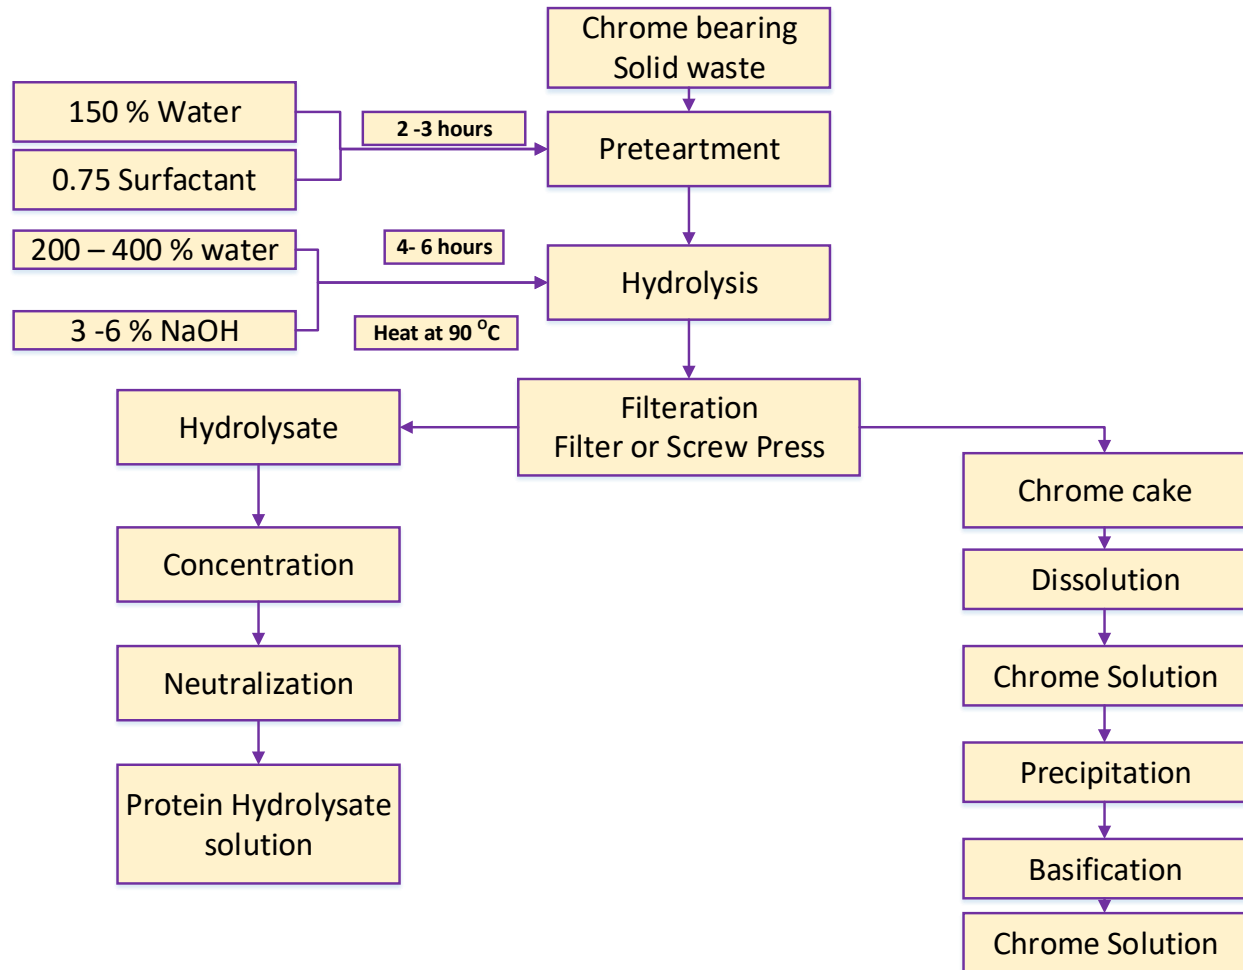 Chrome bearing
Solid waste
150 % Water
2 -3 hours
Preteartment
0.75 Surfactant
200 – 400 % water
4- 6 hours
Hydrolysis
3 -6 % NaOH
Heat at 90 °C
Filteration
Filter or Screw Press
Hydrolysate
Concentration
Neutralization
Protein Hydrolysate
solution
Chrome cake
Dissolution
Chrome Solution
Precipitation
Basification
Chrome Solution